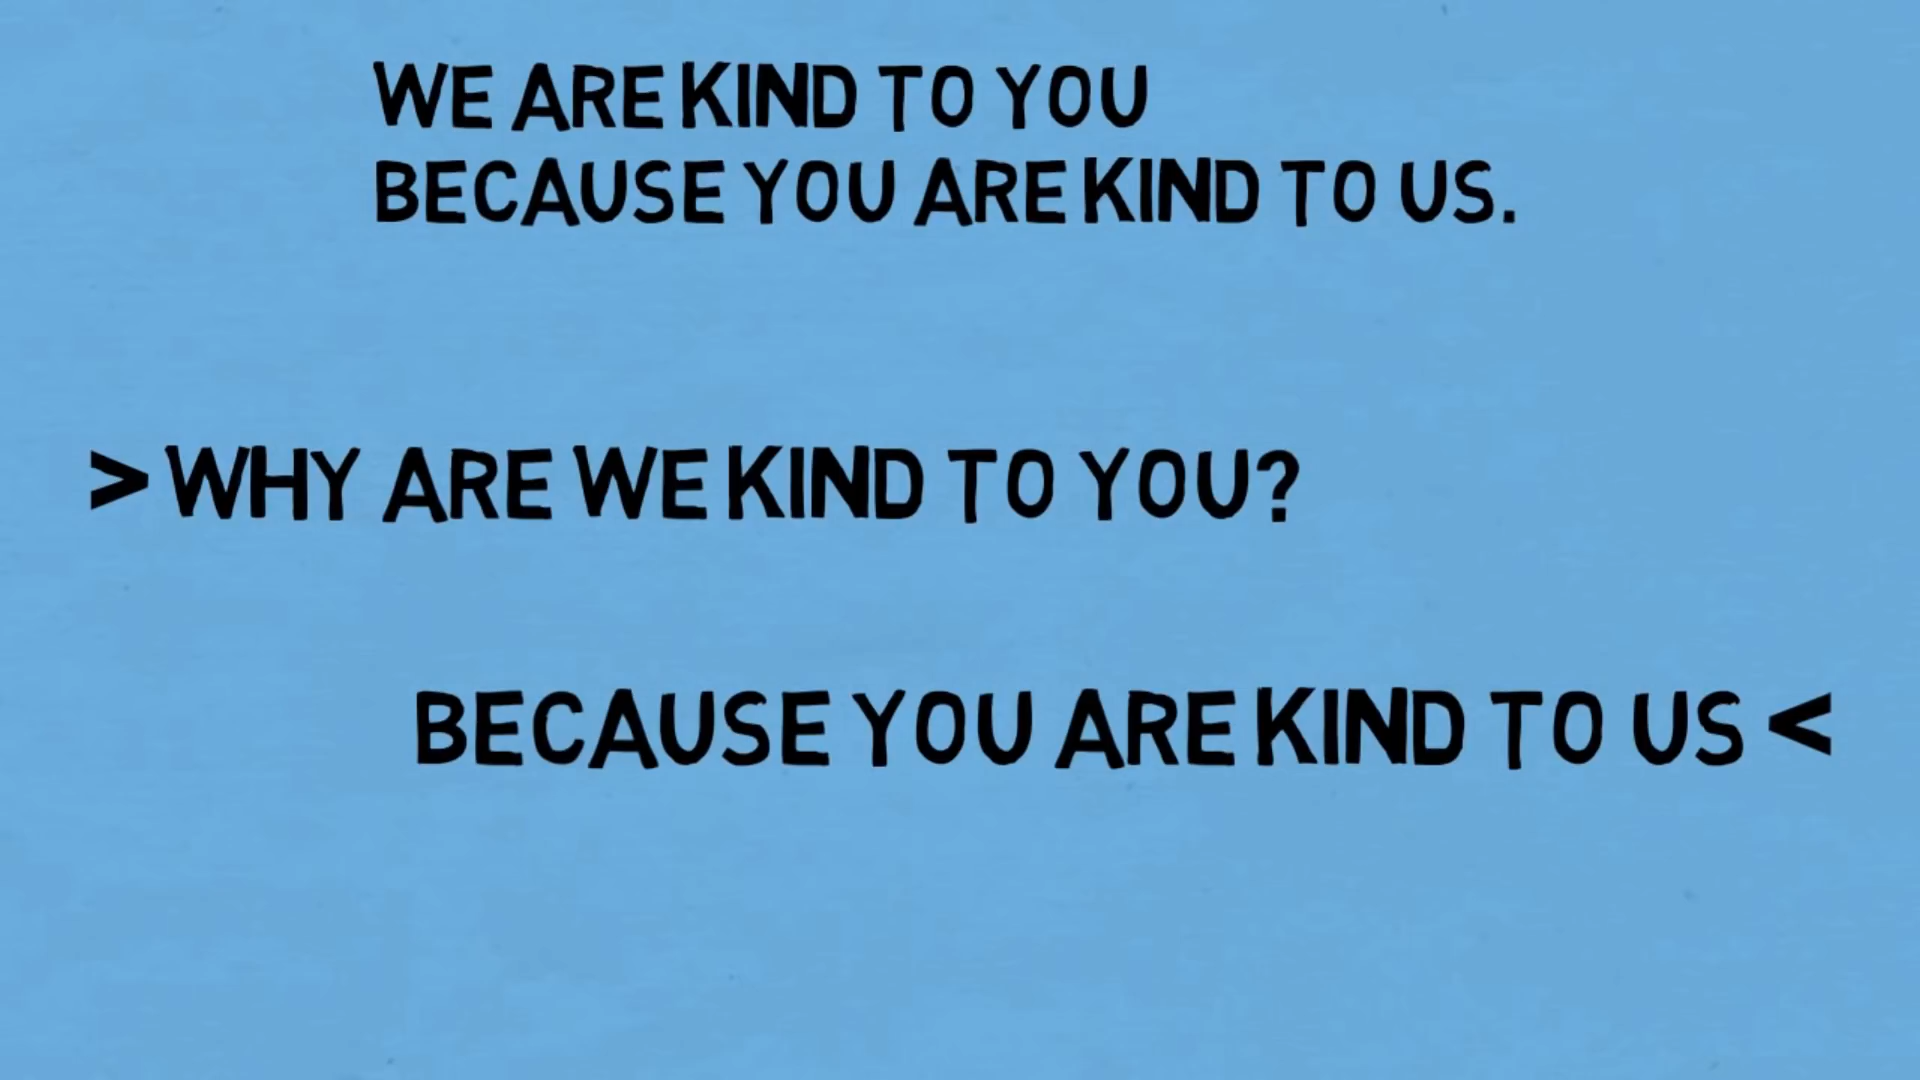 WE ARE KIND TO YOU
BECAUSE YOU ARE KIND TO US.
> WHY ARE WE KIND TO YOU?
BECAUSE YOU ARE KIND TO US <